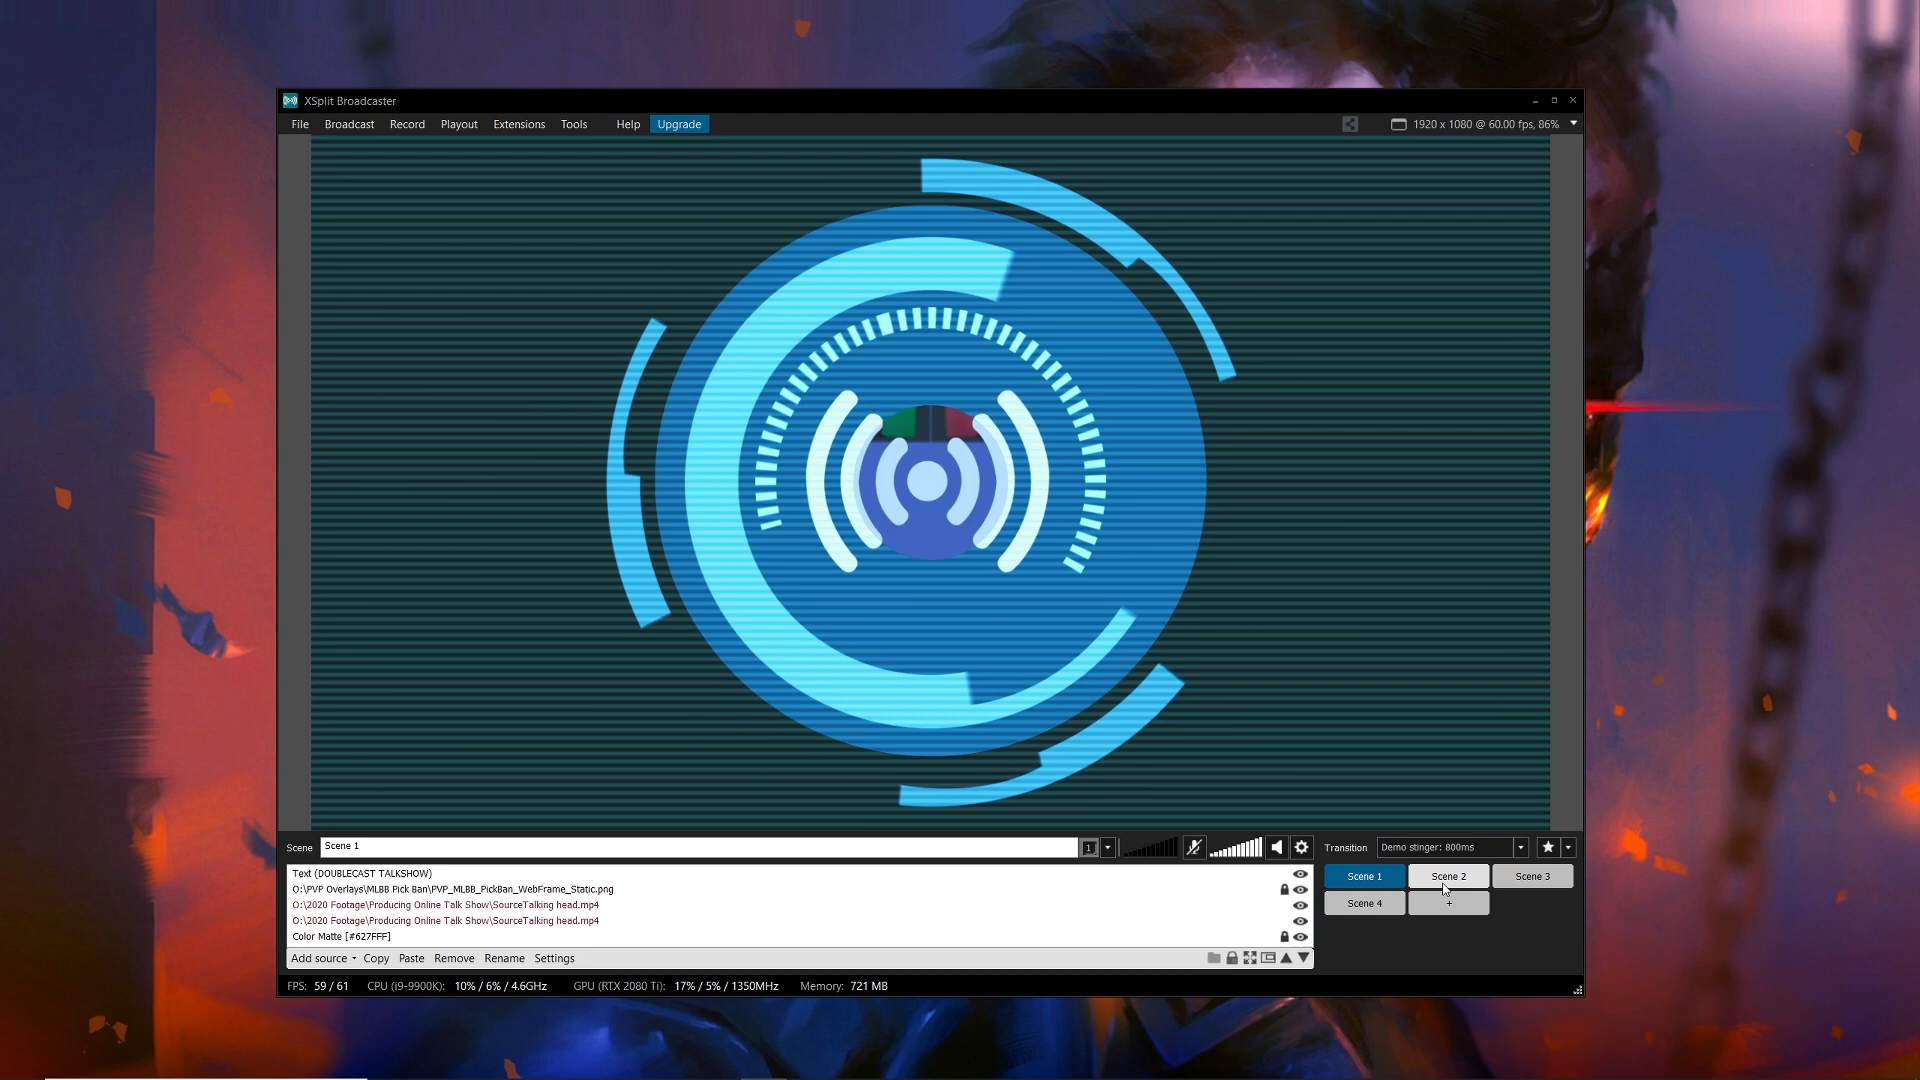 XSplit Broadcaster
File Broadcast Record Playout Extensions Tools Help Upgrade 1920 x 1080 @ 60.00 fps, 86%
Scene Scene 1 1 Transition Demo stinger: 800ms
Text (DOUBLECAST TALKSHOW)
O:\PVP Overlays\MLBB Pick Ban\PVP_MLBB_PickBan_WebFrame_Static.png
O:\2020 Footage\Producing Online Talk Show\SourceTalking head.mp4
O:\2020 Footage\Producing Online Talk Show\SourceTalking head.mp4
Color Matte [#627FFF]
Scene 1 Scene 2 Scene 3
Scene 4 +
Add source Copy Paste Remove Rename Settings
FPS: 59 / 61 CPU (i9-9900K): 10% / 6% / 4.6GHz GPU (RTX 2080 Ti): 17% / 5% / 1350MHz Memory: 721 MB